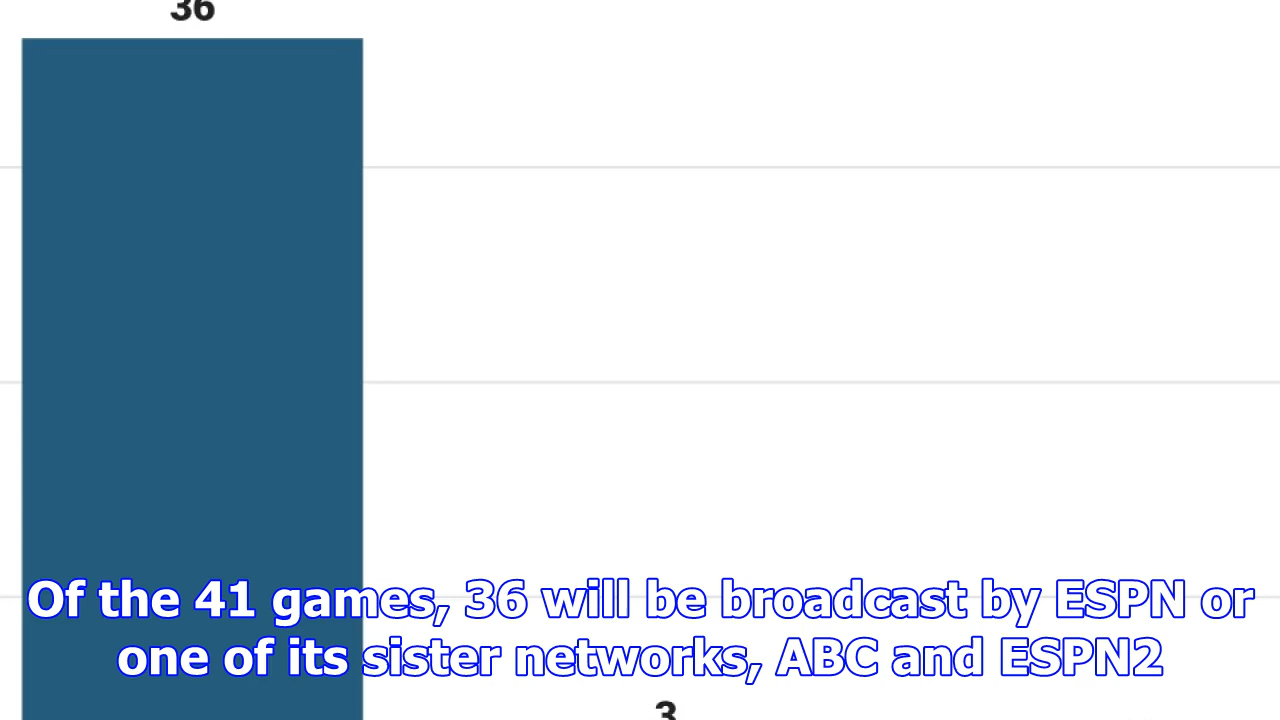 36
Of the 41 games, 36 will be broadcast by ESPN or
one of its sister networks, ABC and ESPN2
3